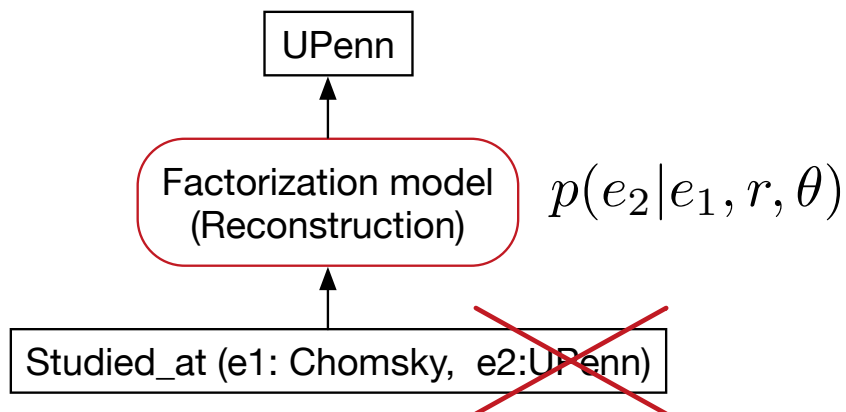 UPenn
Factorization model
(Reconstruction)
p(e₂|e₁, r, θ)
Studied_at (e1: Chomsky, e2:UPenn)